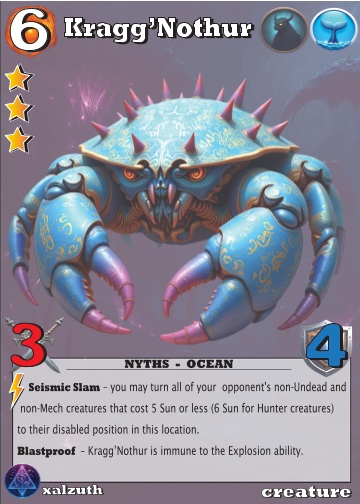 6 Kragg'Nothur
3
4
NYTHS - OCEAN
Seismic Slam - you may turn all of your opponent's non-Undead and
non-Mech creatures that cost 5 Sun or less (6 Sun for Hunter creatures)
to their disabled position in this location.
Blastproof - Kragg'Nothur is immune to the Explosion ability.
xalzuth
creature